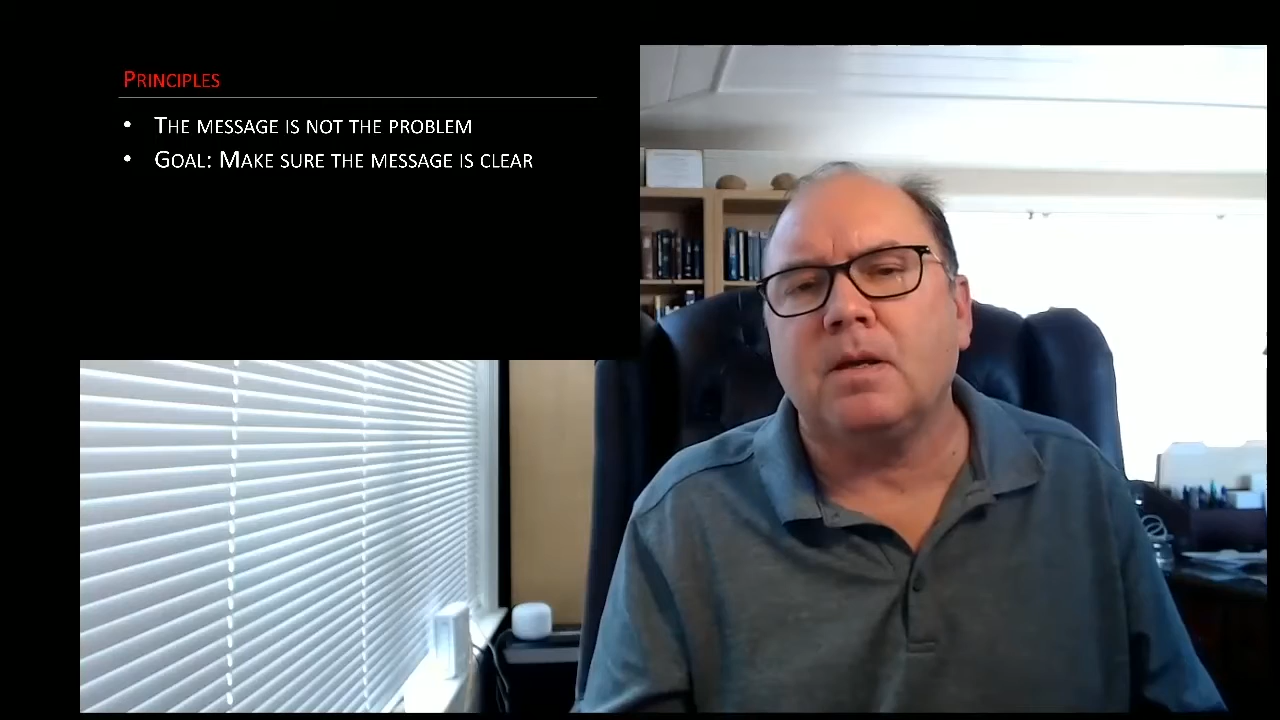 PRINCIPLES
• THE MESSAGE IS NOT THE PROBLEM
• GOAL: MAKE SURE THE MESSAGE IS CLEAR